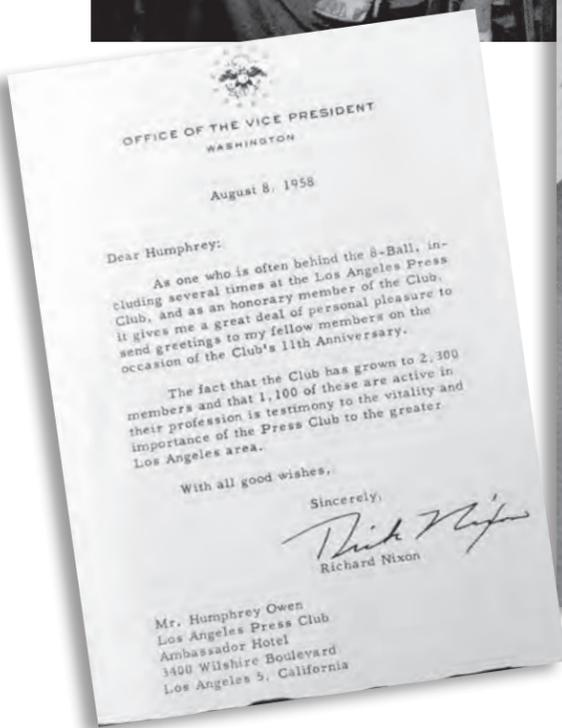 OFFICE OF THE VICE PRESIDENT
WASHINGTON
August 8, 1958
Dear Humphrey:
As one who is often behind the 8-Ball, in-
cluding several times at the Los Angeles Press
Club, and as an honorary member of the Club,
it gives me a great deal of personal pleasure to
send greetings to my fellow members on the
occasion of the Club's 11th Anniversary.
The fact that the Club has grown to 2,300
members and that 1,100 of these are active in
their profession is testimony to the vitality and
importance of the Press Club to the greater
Los Angeles area.
With all good wishes,
Sincerely,
Dick Nixon
Richard Nixon
Mr. Humphrey Owen
Los Angeles Press Club
Ambassador Hotel
3400 Wilshire Boulevard
Los Angeles 5, California